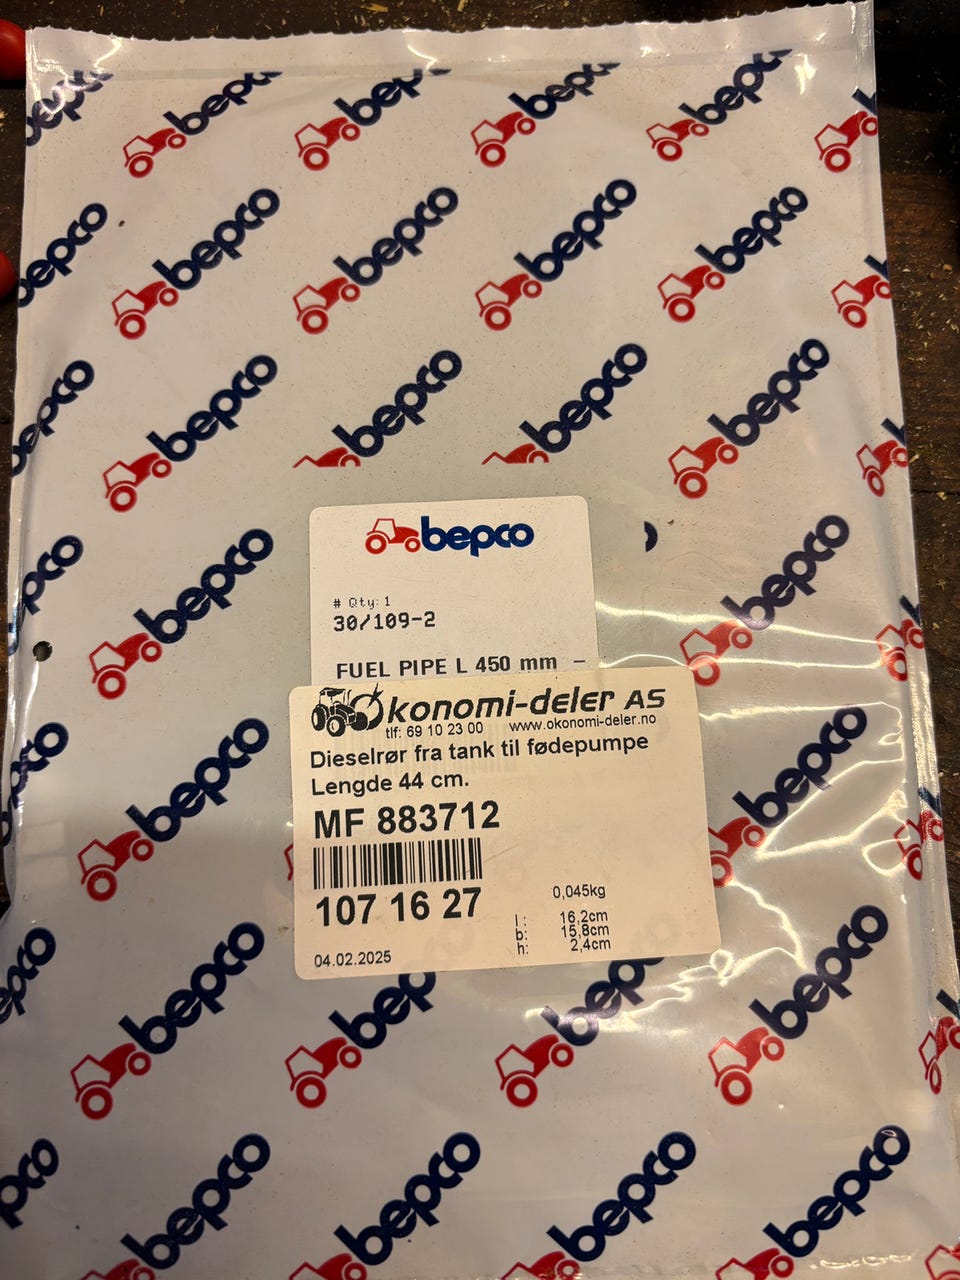 bepco
# Qty: 1
30/109-2
FUEL PIPE L 450 mm –
Økonomi-deler AS
tlf: 69 10 23 00 www.okonomi-deler.no
Dieselrør fra tank til fødepumpe
Lengde 44 cm.
MF 883712
107 16 27
0,045kg
l: 16,2cm
b: 15,8cm
h: 2,4cm
04.02.2025